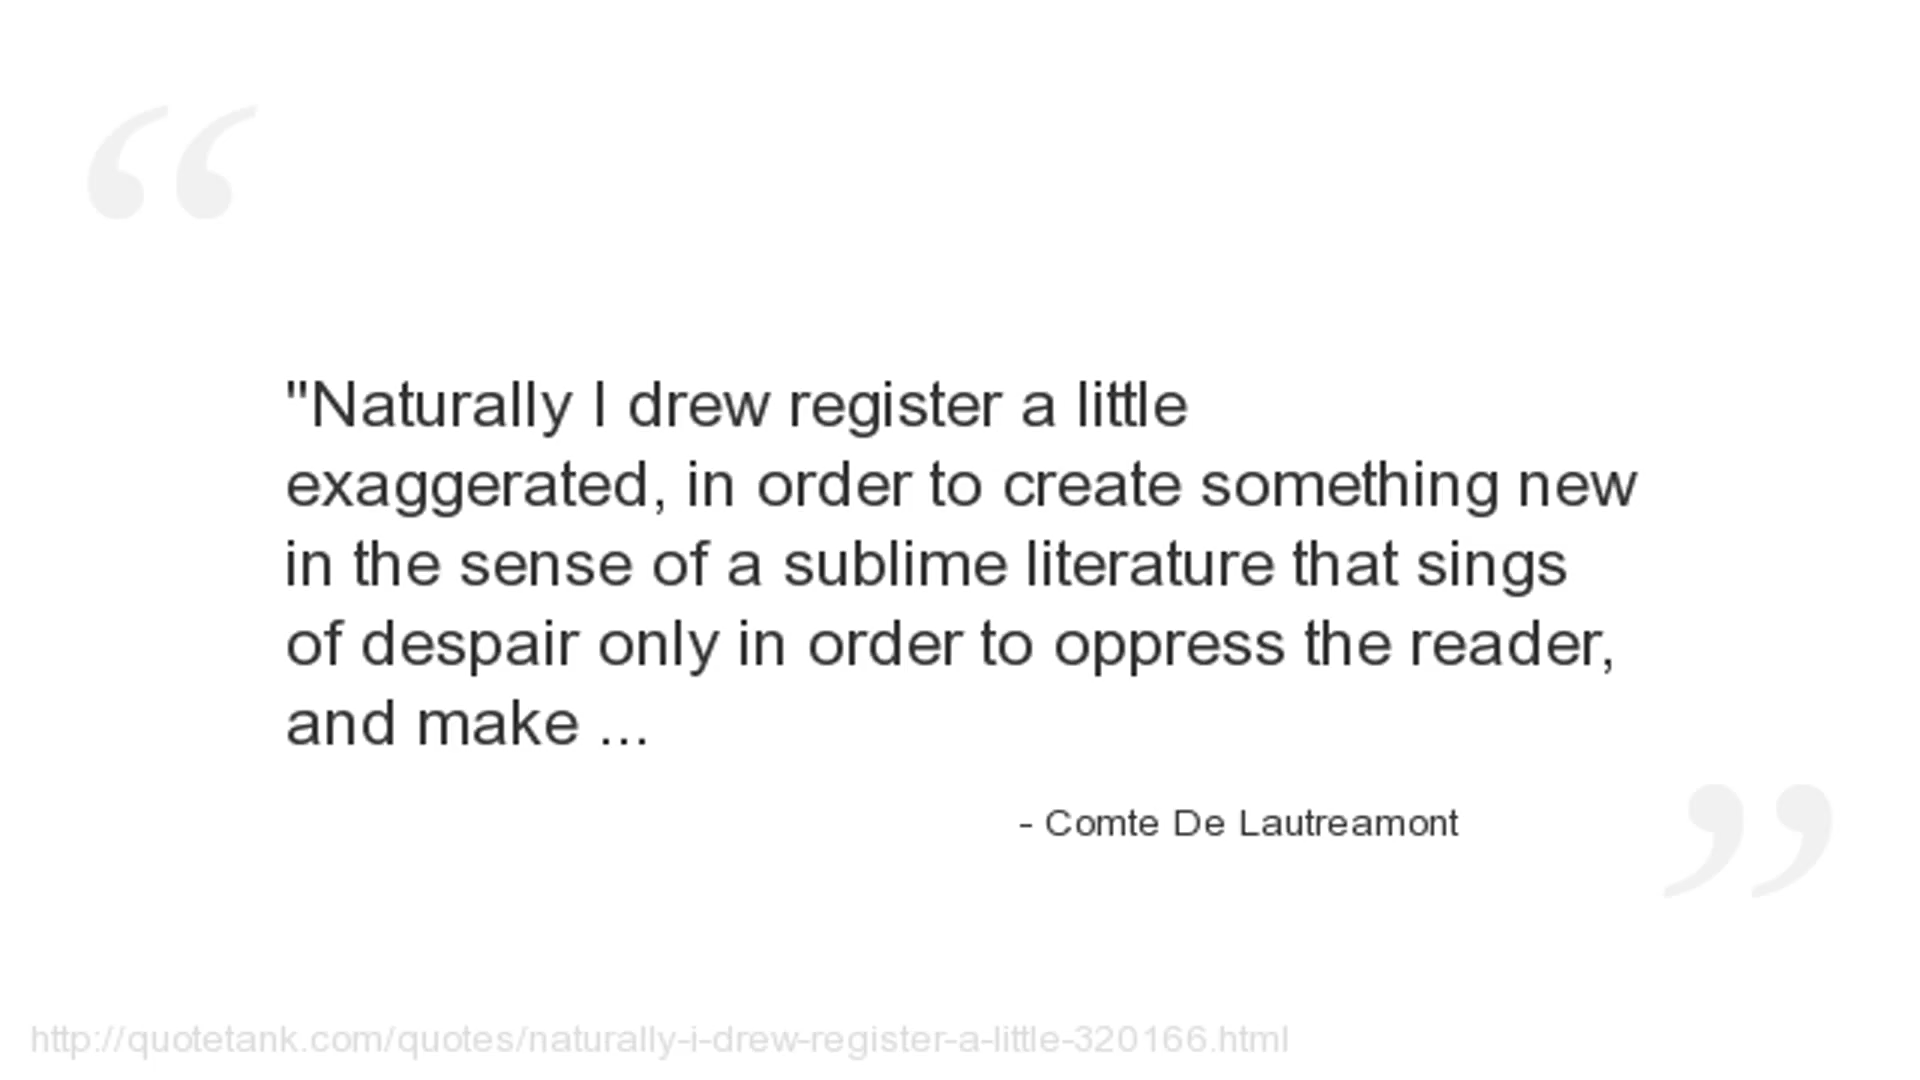 "Naturally I drew register a little
exaggerated, in order to create something new
in the sense of a sublime literature that sings
of despair only in order to oppress the reader,
and make ...
- Comte De Lautreamont
http://quotetank.com/quotes/naturally-i-drew-register-a-little-320166.html